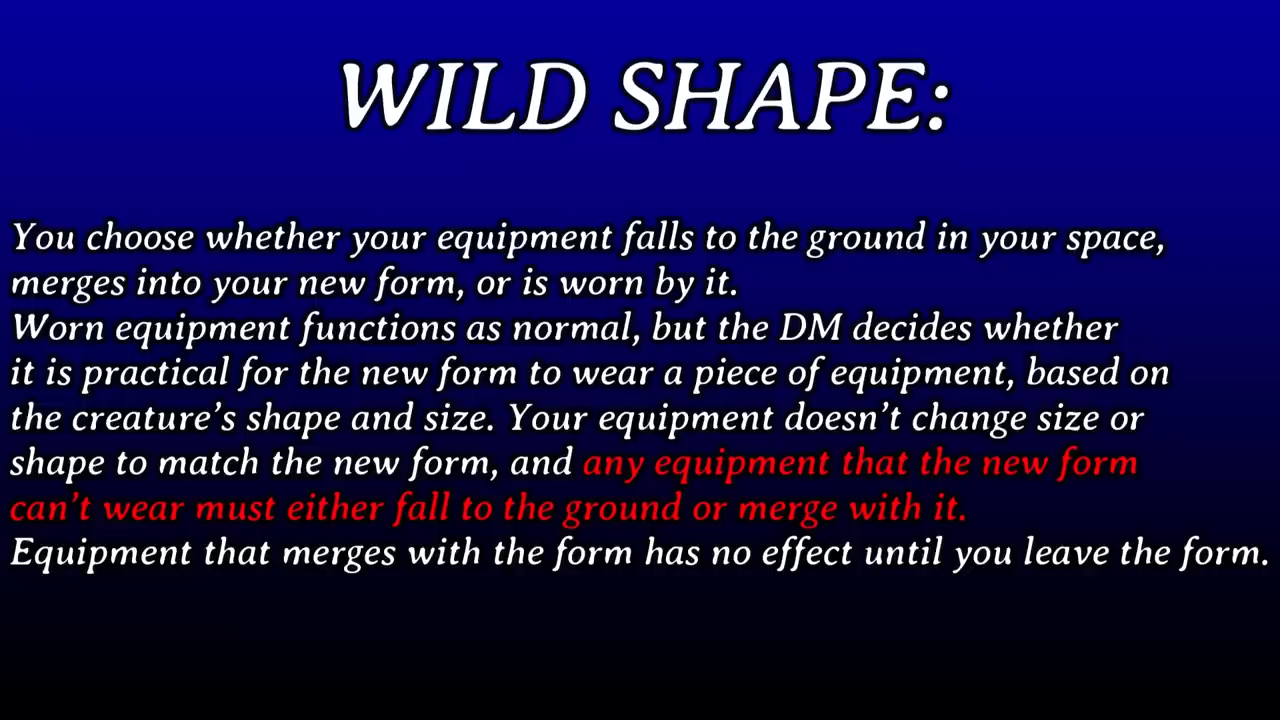 WILD SHAPE:
You choose whether your equipment falls to the ground in your space,
merges into your new form, or is worn by it.
Worn equipment functions as normal, but the DM decides whether
it is practical for the new form to wear a piece of equipment, based on
the creature’s shape and size. Your equipment doesn’t change size or
shape to match the new form, and any equipment that the new form
can’t wear must either fall to the ground or merge with it.
Equipment that merges with the form has no effect until you leave the form.